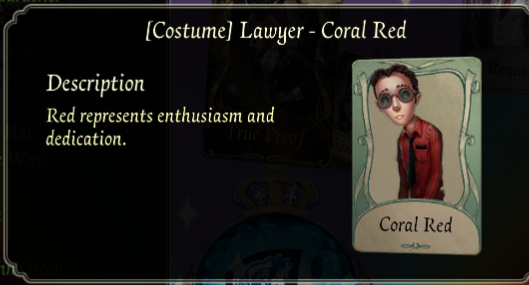 [Costume] Lawyer - Coral Red
Description
Red represents enthusiasm and
dedication.
True Proof
Coral Red